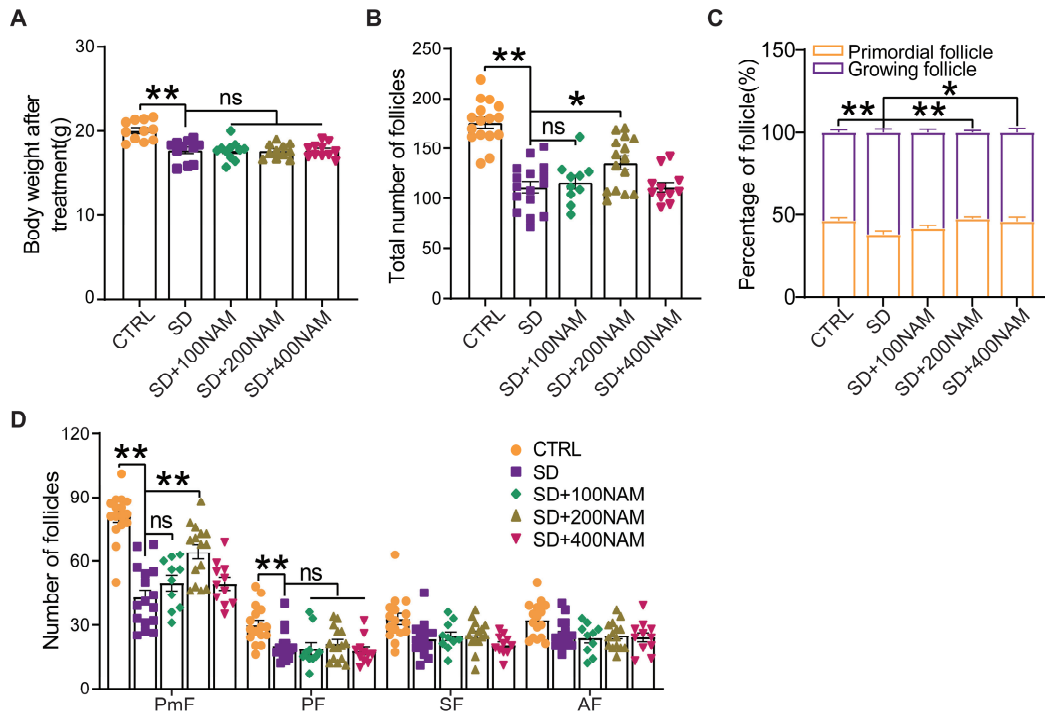 A
Body weight after
treatment(g)
30
20
10
0
**
ns
CTRL
SD
SD+100NAM
SD+200NAM
SD+400NAM
B
Total number of follicles
250
200
150
100
50
0
**
*
ns
CTRL
SD
SD+100NAM
SD+200NAM
SD+400NAM
C
Percentage of follicle(%)
150
100
50
0
Primordial follicle
Growing follicle
*
** **
CTRL
SD
SD+100NAM
SD+200NAM
SD+400NAM
D
Number of follicles
120
90
60
30
0
**
**
ns
**
ns
CTRL
SD
SD+100NAM
SD+200NAM
SD+400NAM
PmF PF SF AF